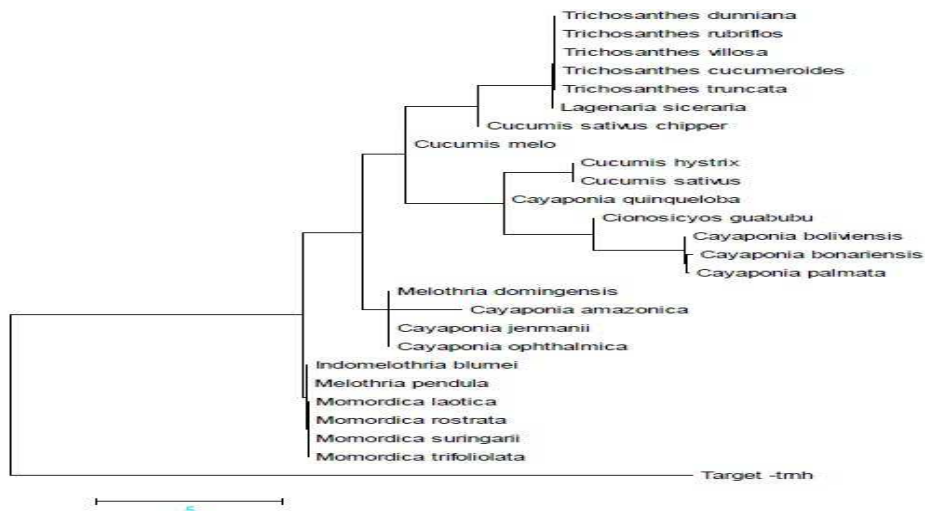 Trichosanthes dunniana
Trichosanthes rubriflos
Trichosanthes villosa
Trichosanthes cucumeroides
Trichosanthes truncata
Lagenaria siceraria
Cucumis sativus chipper
Cucumis melo
Cucumis hystrix
Cucumis sativus
Cayaponia quinqueloba
Cionosicyos guabubu
Cayaponia boliviensis
Cayaponia bonariensis
Cayaponia palmata
Melothria domingensis
Cayaponia amazonica
Cayaponia jenmanii
Cayaponia ophthalmica
Indomelothria blumei
Melothria pendula
Momordica laotica
Momordica rostrata
Momordica suringarii
Momordica trifoliolata
Target -tmh
5